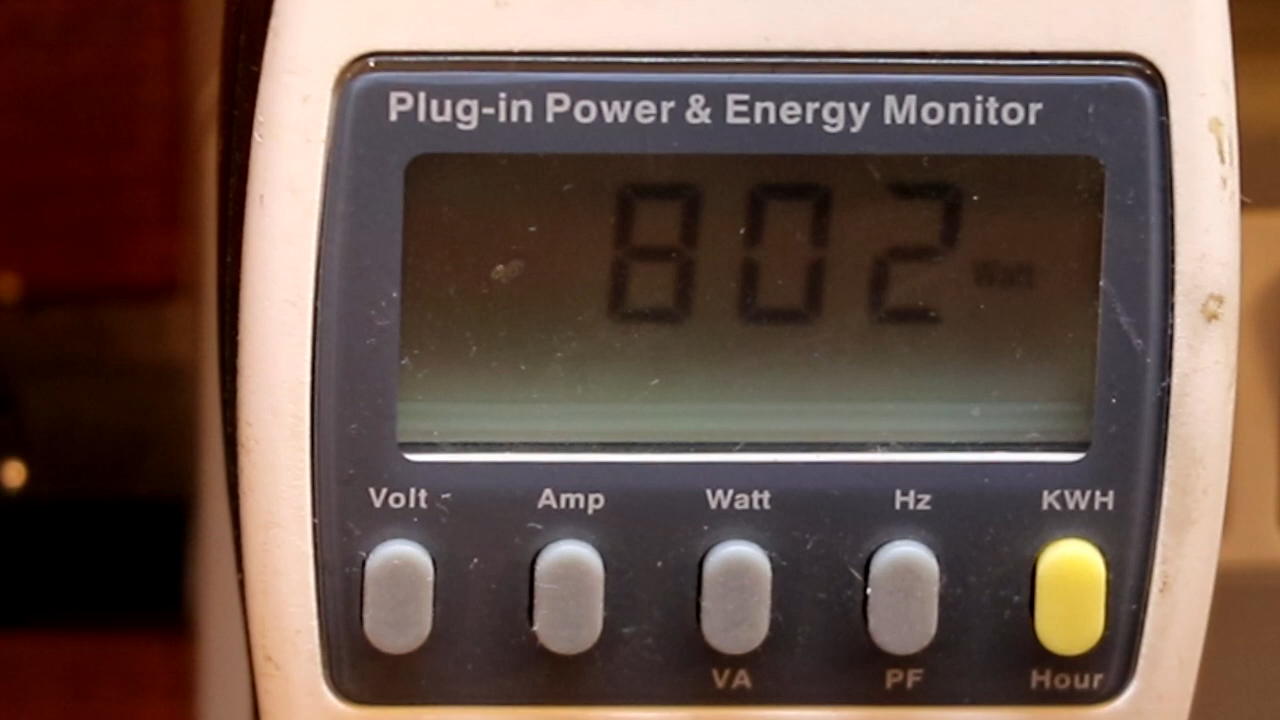 Plug-in Power & Energy Monitor
802 Watt
Volt Amp Watt Hz KWH
VA PF Hour